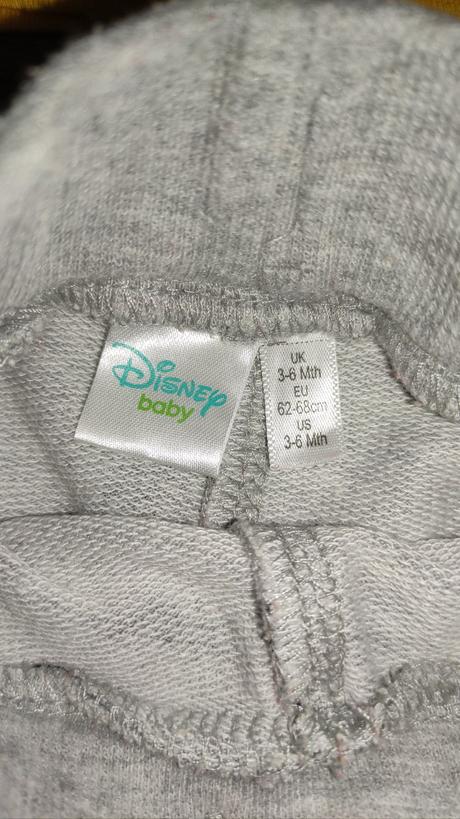 Disney
baby
UK
3-6 Mth
EU
62-68cm
US
3-6 Mth